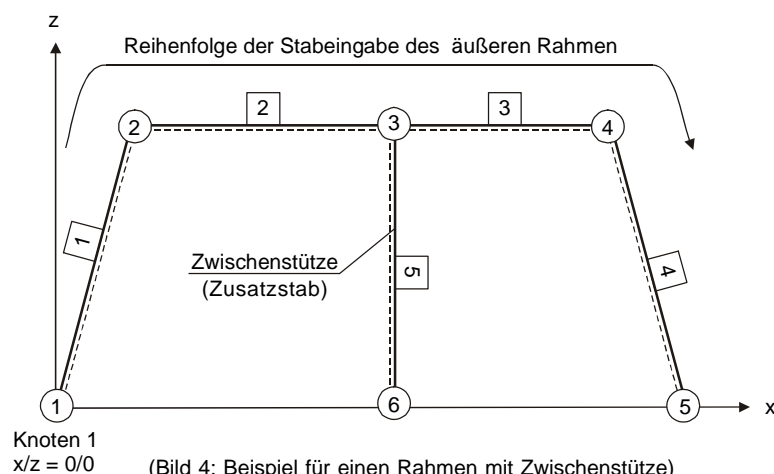 z
Reihenfolge der Stabeingabe des äußeren Rahmen
2
3
2
3
4
1
Zwischenstütze
(Zusatzstab)
5
4
1
6
5
x
Knoten 1
x/z = 0/0
(Bild 4: Beispiel für einen Rahmen mit Zwischenstütze)